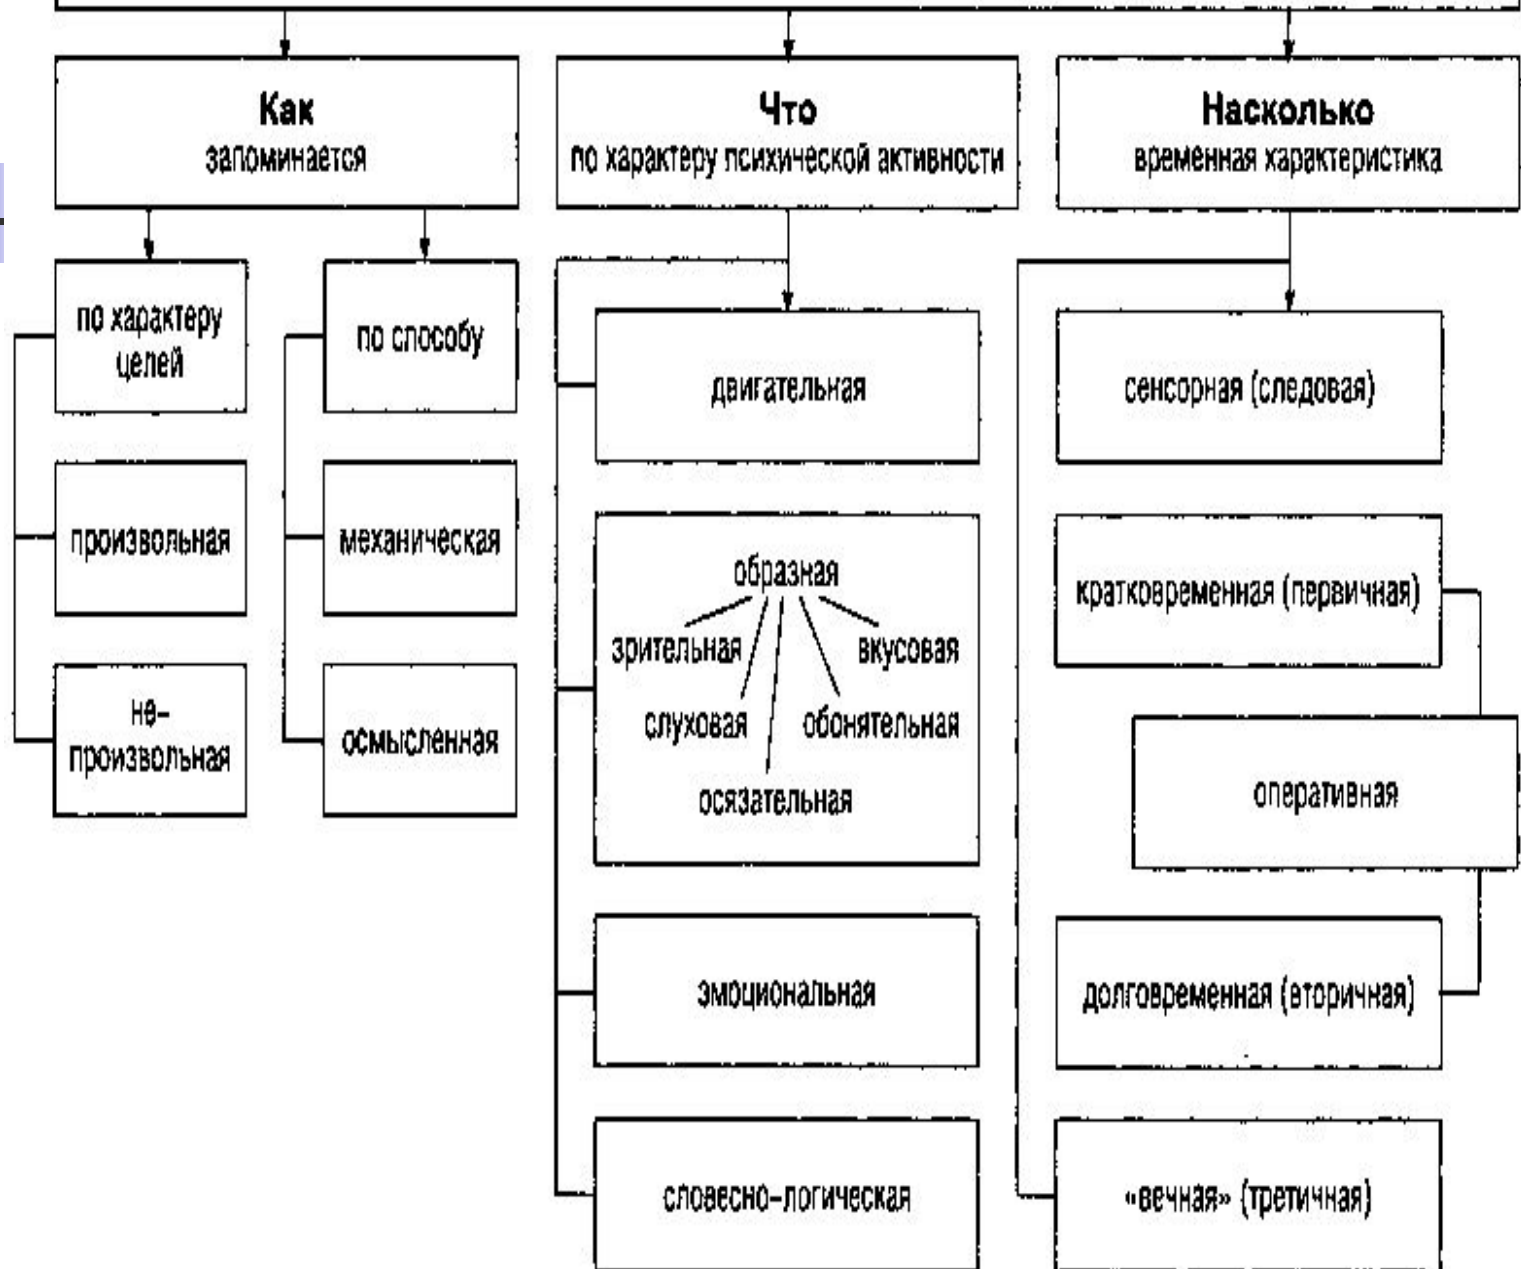 Как
запоминается
Что
по характеру психической активности
Насколько
временная характеристика
по характеру
целей
по способу
произвольная
механическая
не–
произвольная
осмысленная
двигательная
образная
зрительная
вкусовая
слуховая
обонятельная
осязательная
эмоциональная
словесно–логическая
сенсорная (следовая)
кратковременная (первичная)
оперативная
долговременная (вторичная)
«вечная» (третичная)